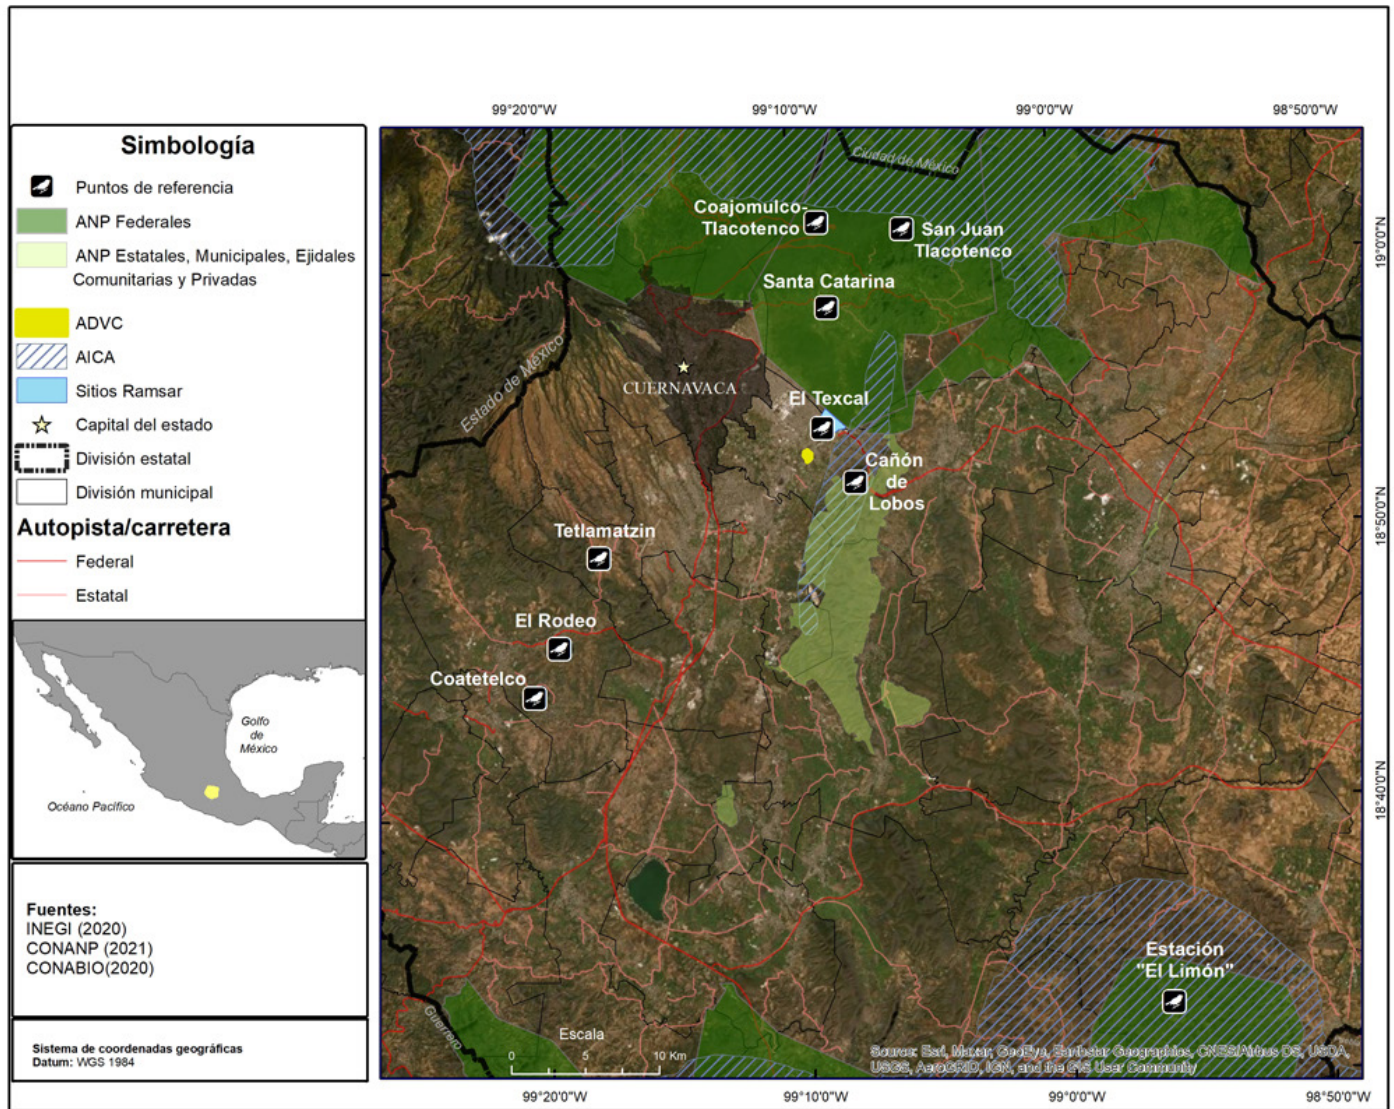 99°20'0"W
99°10'0"W
99°0'0"W
98°50'0"W
Simbología
Puntos de referencia
ANP Federales
ANP Estatales, Municipales, Ejidales
Comunitarias y Privadas
ADVC
AICA
Sitios Ramsar
Capital del estado
División estatal
División municipal
Autopista/carretera
Federal
Estatal
Golfo
de
México
Océano Pacífico
Fuentes:
INEGI (2020)
CONANP (2021)
CONABIO(2020)
Sistema de coordenadas geográficas
Datum: WGS 1984
Ciudad de México
Coajomulco-
Tlacotenco
San Juan
Tlacotenco
19°0'0"N
Santa Catarina
Estado de México
CUERNAVACA
El Texcal
Cañón
de
Lobos
18°50'0"N
Tetlamatzin
El Rodeo
Coatetelco
18°40'0"N
Estación
"El Limón"
Guerrero
Escala
0 5 10 Km
Source: Esri, Maxar, GeoEye, Earthstar Geographics, CNES/Airbus DS, USDA,
USGS, AeroGRID, IGN, and the GIS User Community
99°20'0"W
99°10'0"W
99°0'0"W
98°50'0"W